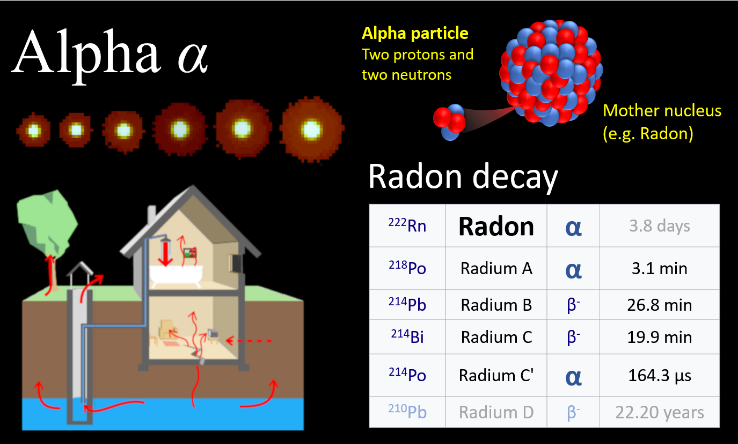 Alpha α
Alpha particle
Two protons and
two neutrons
Mother nucleus
(e.g. Radon)
Radon decay
²²²Rn Radon α 3.8 days
²¹⁸Po Radium A α 3.1 min
²¹⁴Pb Radium B β⁻ 26.8 min
²¹⁴Bi Radium C β⁻ 19.9 min
²¹⁴Po Radium C' α 164.3 µs
²¹⁰Pb Radium D β⁻ 22.20 years